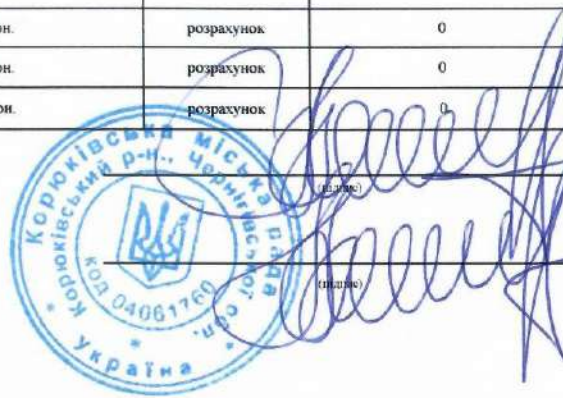 он. розрахунок 0
он. розрахунок 0
он. розрахунок 0
Корюківська міська рада
Корюківський р-н., Чернігівської обл.
код 04061760
* Україна *
(підпис)
(підпис)